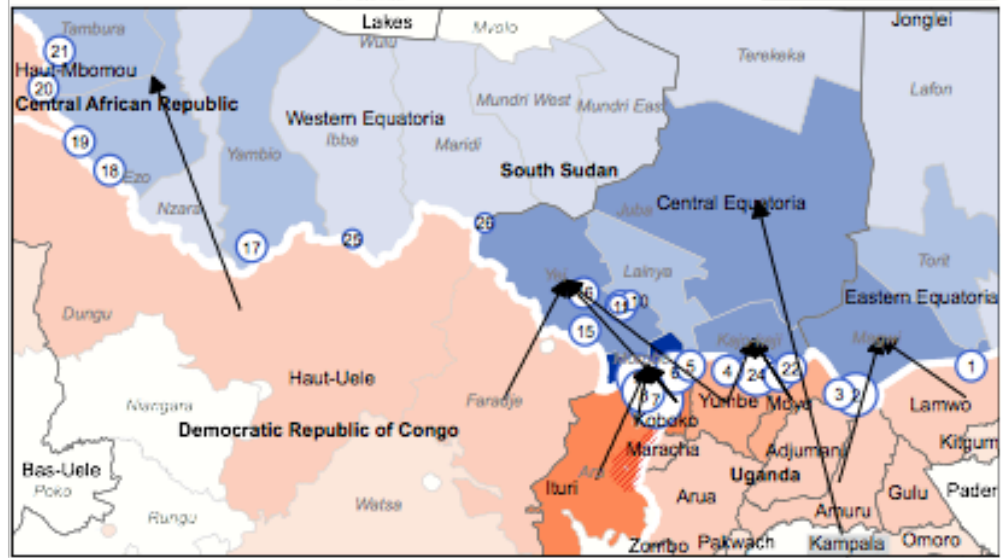 Lakes
Jonglei
Tambura
Wulu
Mvolo
21
Haut-Mbomou
Terekeka
20
Central African Republic
Lafon
Mundri West
Mundri East
Western Equatoria
Ibba
19
Yambio
Maridi
18
Ezo
South Sudan
Nzara
Juba
Central Equatoria
26
17
25
Torit
Lainya
Yei
Eastern Equatoria
16
11
10
Dungu
15
Kajo-keji
Magwi
5
4
24
22
1
Haut-Uele
3
2
Faradje
7
Yumbe
Moyo
Lamwo
Niangara
Koboko
Democratic Republic of Congo
Kitgum
Maracha
Adjumani
Bas-Uele
Aru
Uganda
Poko
Ituri
Arua
Gulu
Pader
Watsa
Rungu
Amuru
Zombo
Pakwach
Kampala
Omoro